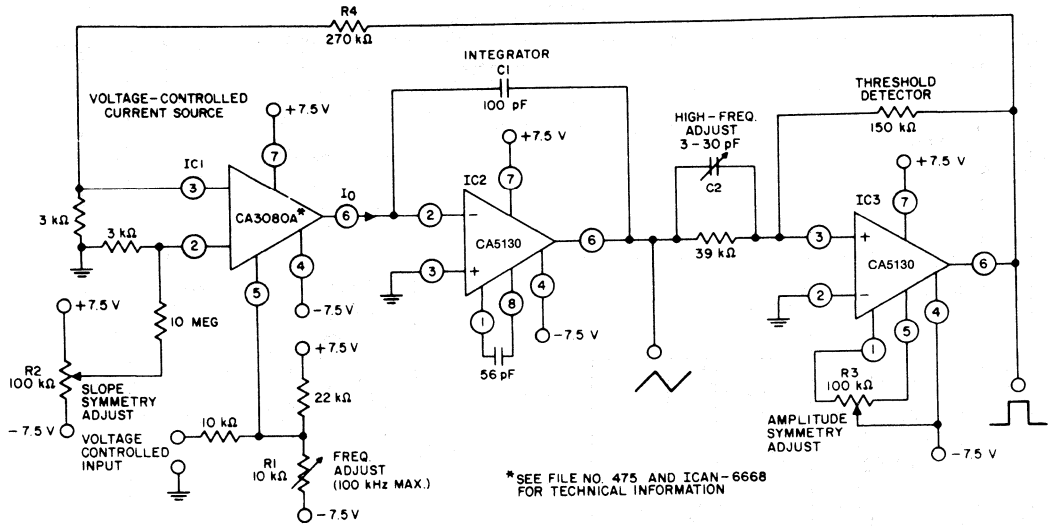 R4
270 kΩ
INTEGRATOR
C1
100 pF
VOLTAGE-CONTROLLED
CURRENT SOURCE
+7.5 V
7
IC1
3
CA3080A*
IO
6
3 kΩ
3 kΩ
2
4
-7.5 V
5
10 MEG
+7.5 V
R2
100 kΩ
SLOPE
SYMMETRY
ADJUST
-7.5 V
VOLTAGE
CONTROLLED
INPUT
10 kΩ
+7.5 V
22 kΩ
R1
10 kΩ
FREQ.
ADJUST
(100 kHz MAX.)
-7.5 V
+7.5 V
7
IC2
2
-
CA5130
6
3
+
1
8
4
-7.5 V
56 pF
HIGH-FREQ.
ADJUST
3-30 pF
C2
39 kΩ
THRESHOLD
DETECTOR
150 kΩ
+7.5 V
7
IC3
3
+
CA5130
6
2
-
1
5
4
R3
100 kΩ
AMPLITUDE
SYMMETRY
ADJUST
-7.5 V
*SEE FILE NO. 475 AND ICAN-6668
FOR TECHNICAL INFORMATION